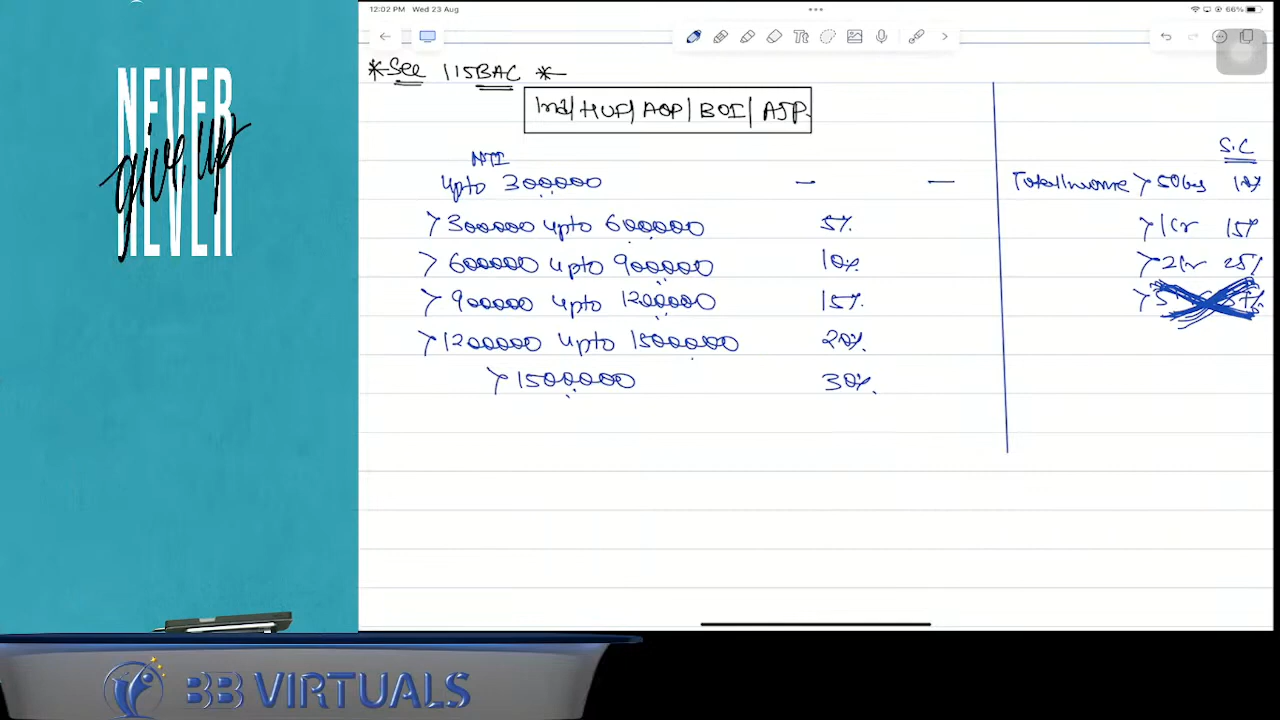 NEVER
give up
NEVER
12:02 PM Wed 23 Aug
66%
*See 115BAC *
Ind/HUF/AOP/BOI/AJP.
S.C
NTI
upto 300000 — — Total Income >50lacs 10%
>300000 upto 600000 5% >1Cr 15%
>600000 upto 900000 10% >2Cr 25%
>900000 upto 1200000 15%
>1200000 upto 1500000 20%
>1500000 30%
BB VIRTUALS